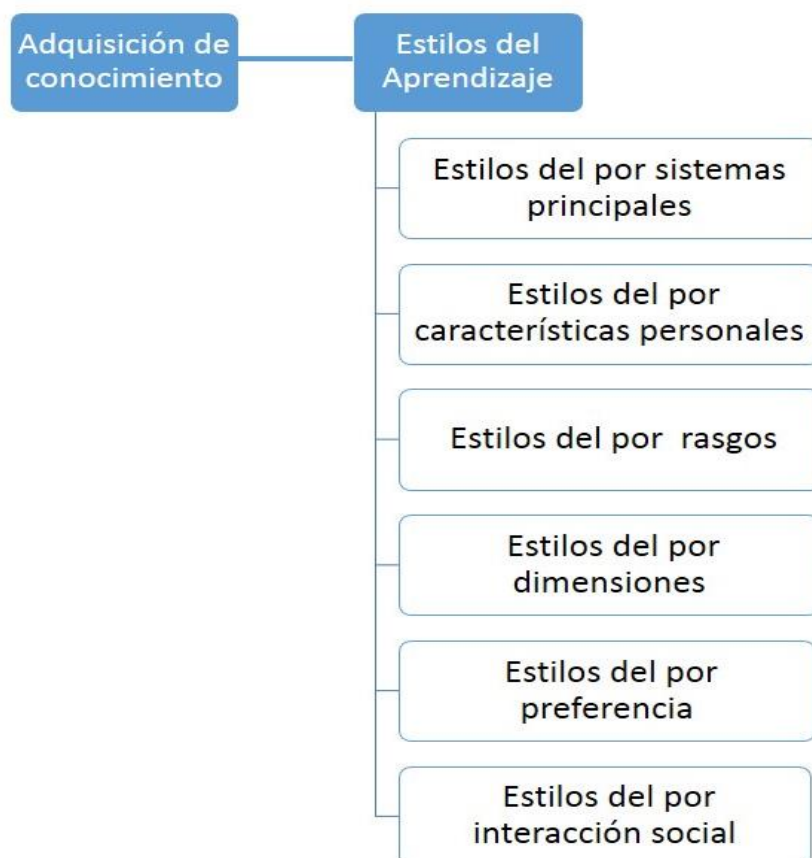 Adquisición de
conocimiento
Estilos del
Aprendizaje
Estilos del por sistemas
principales
Estilos del por
característísticas personales
Estilos del por  rasgos
Estilos del por
dimensiones
Estilos del por
preferencia
Estilos del por
interacción social